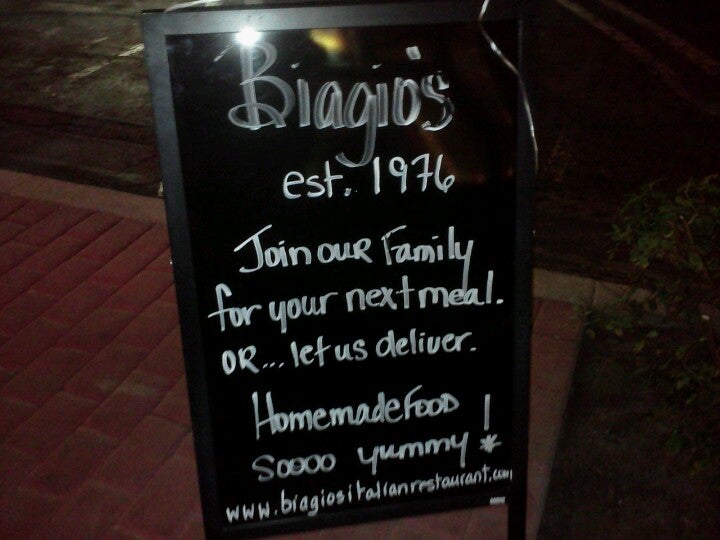 Biagio's
est. 1976
Join our Family
for your next meal.
OR... let us deliver.
Homemade Food !
soooo yummy
www.biagiositalianrestaurant.com